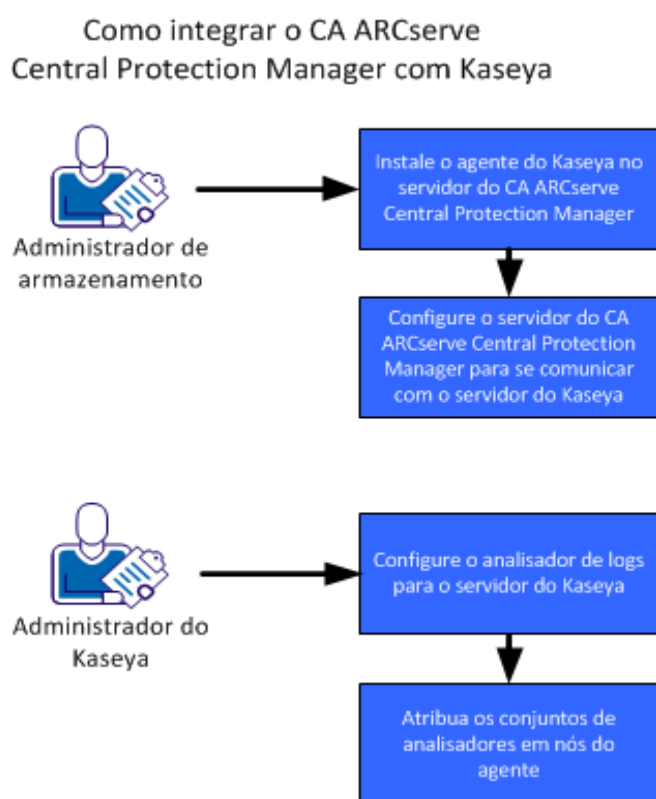 Como integrar o CA ARCserve
Central Protection Manager com Kaseya
Instale o agente do Kaseya no
servidor do CA ARCserve
Central Protection Manager
Administrador de
armazenamento
Configure o servidor do CA
ARCserve Central Protection
Manager para se comunicar
com o servidor do Kaseya
Configure o analisador de logs
para o servidor do Kaseya
Administrador do
Kaseya
Atribua os conjuntos de
analisadores em nós do
agente